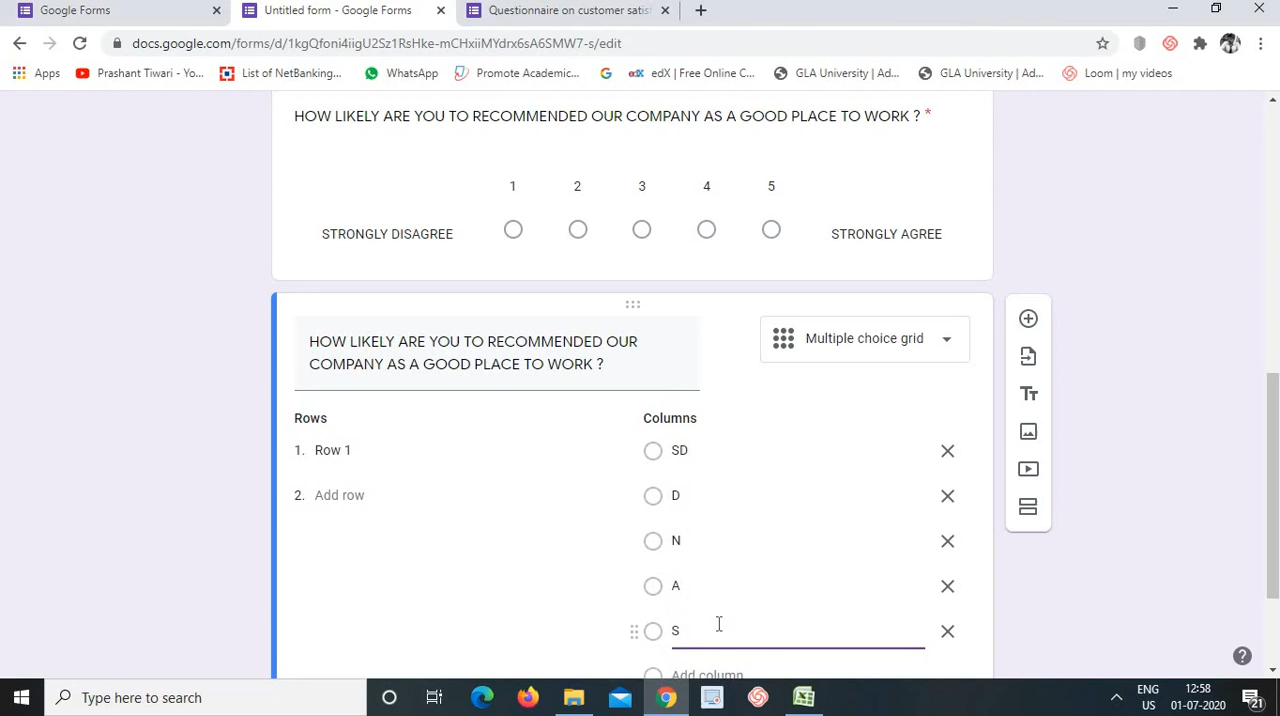 Google Forms
Untitled form - Google Forms
Questionnaire on customer satis
docs.google.com/forms/d/1kgQfoni4iigU2Sz1RsHke-mCHxiiMYdrx6sA6SMW7-s/edit
Apps
Prashant Tiwari - Yo...
List of NetBanking...
WhatsApp
Promote Academic...
edX | Free Online C...
GLA University | Ad...
GLA University | Ad...
Loom | my videos
HOW LIKELY ARE YOU TO RECOMMENDED OUR COMPANY AS A GOOD PLACE TO WORK ? *
1 2 3 4 5
STRONGLY DISAGREE STRONGLY AGREE
HOW LIKELY ARE YOU TO RECOMMENDED OUR
COMPANY AS A GOOD PLACE TO WORK ?
Multiple choice grid
Rows Columns
1. Row 1 SD
2. Add row D
N
A
S
Add column
Type here to search
ENG 12:58
US 01-07-2020
21